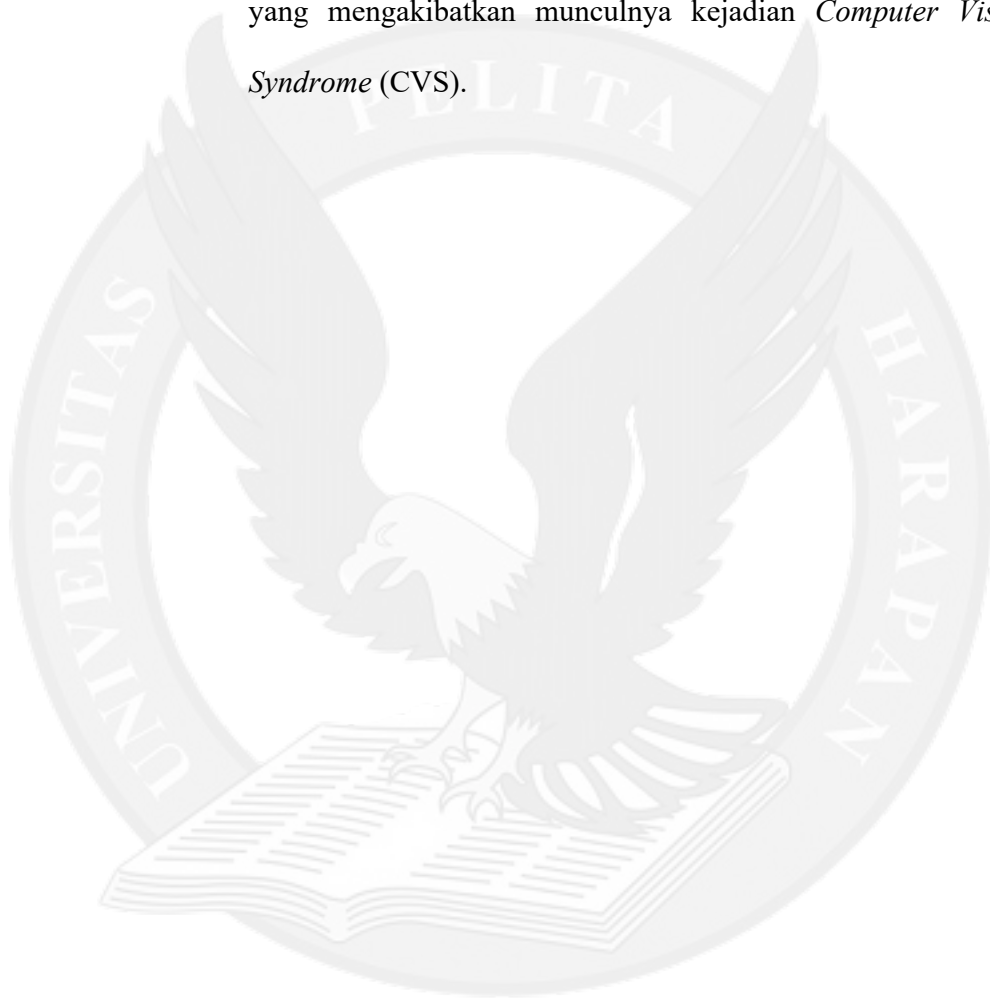 yang mengakibatkan munculnya kejadian Computer Vis
Syndrome (CVS).
UNIVERSITAS PELITA HARAPAN